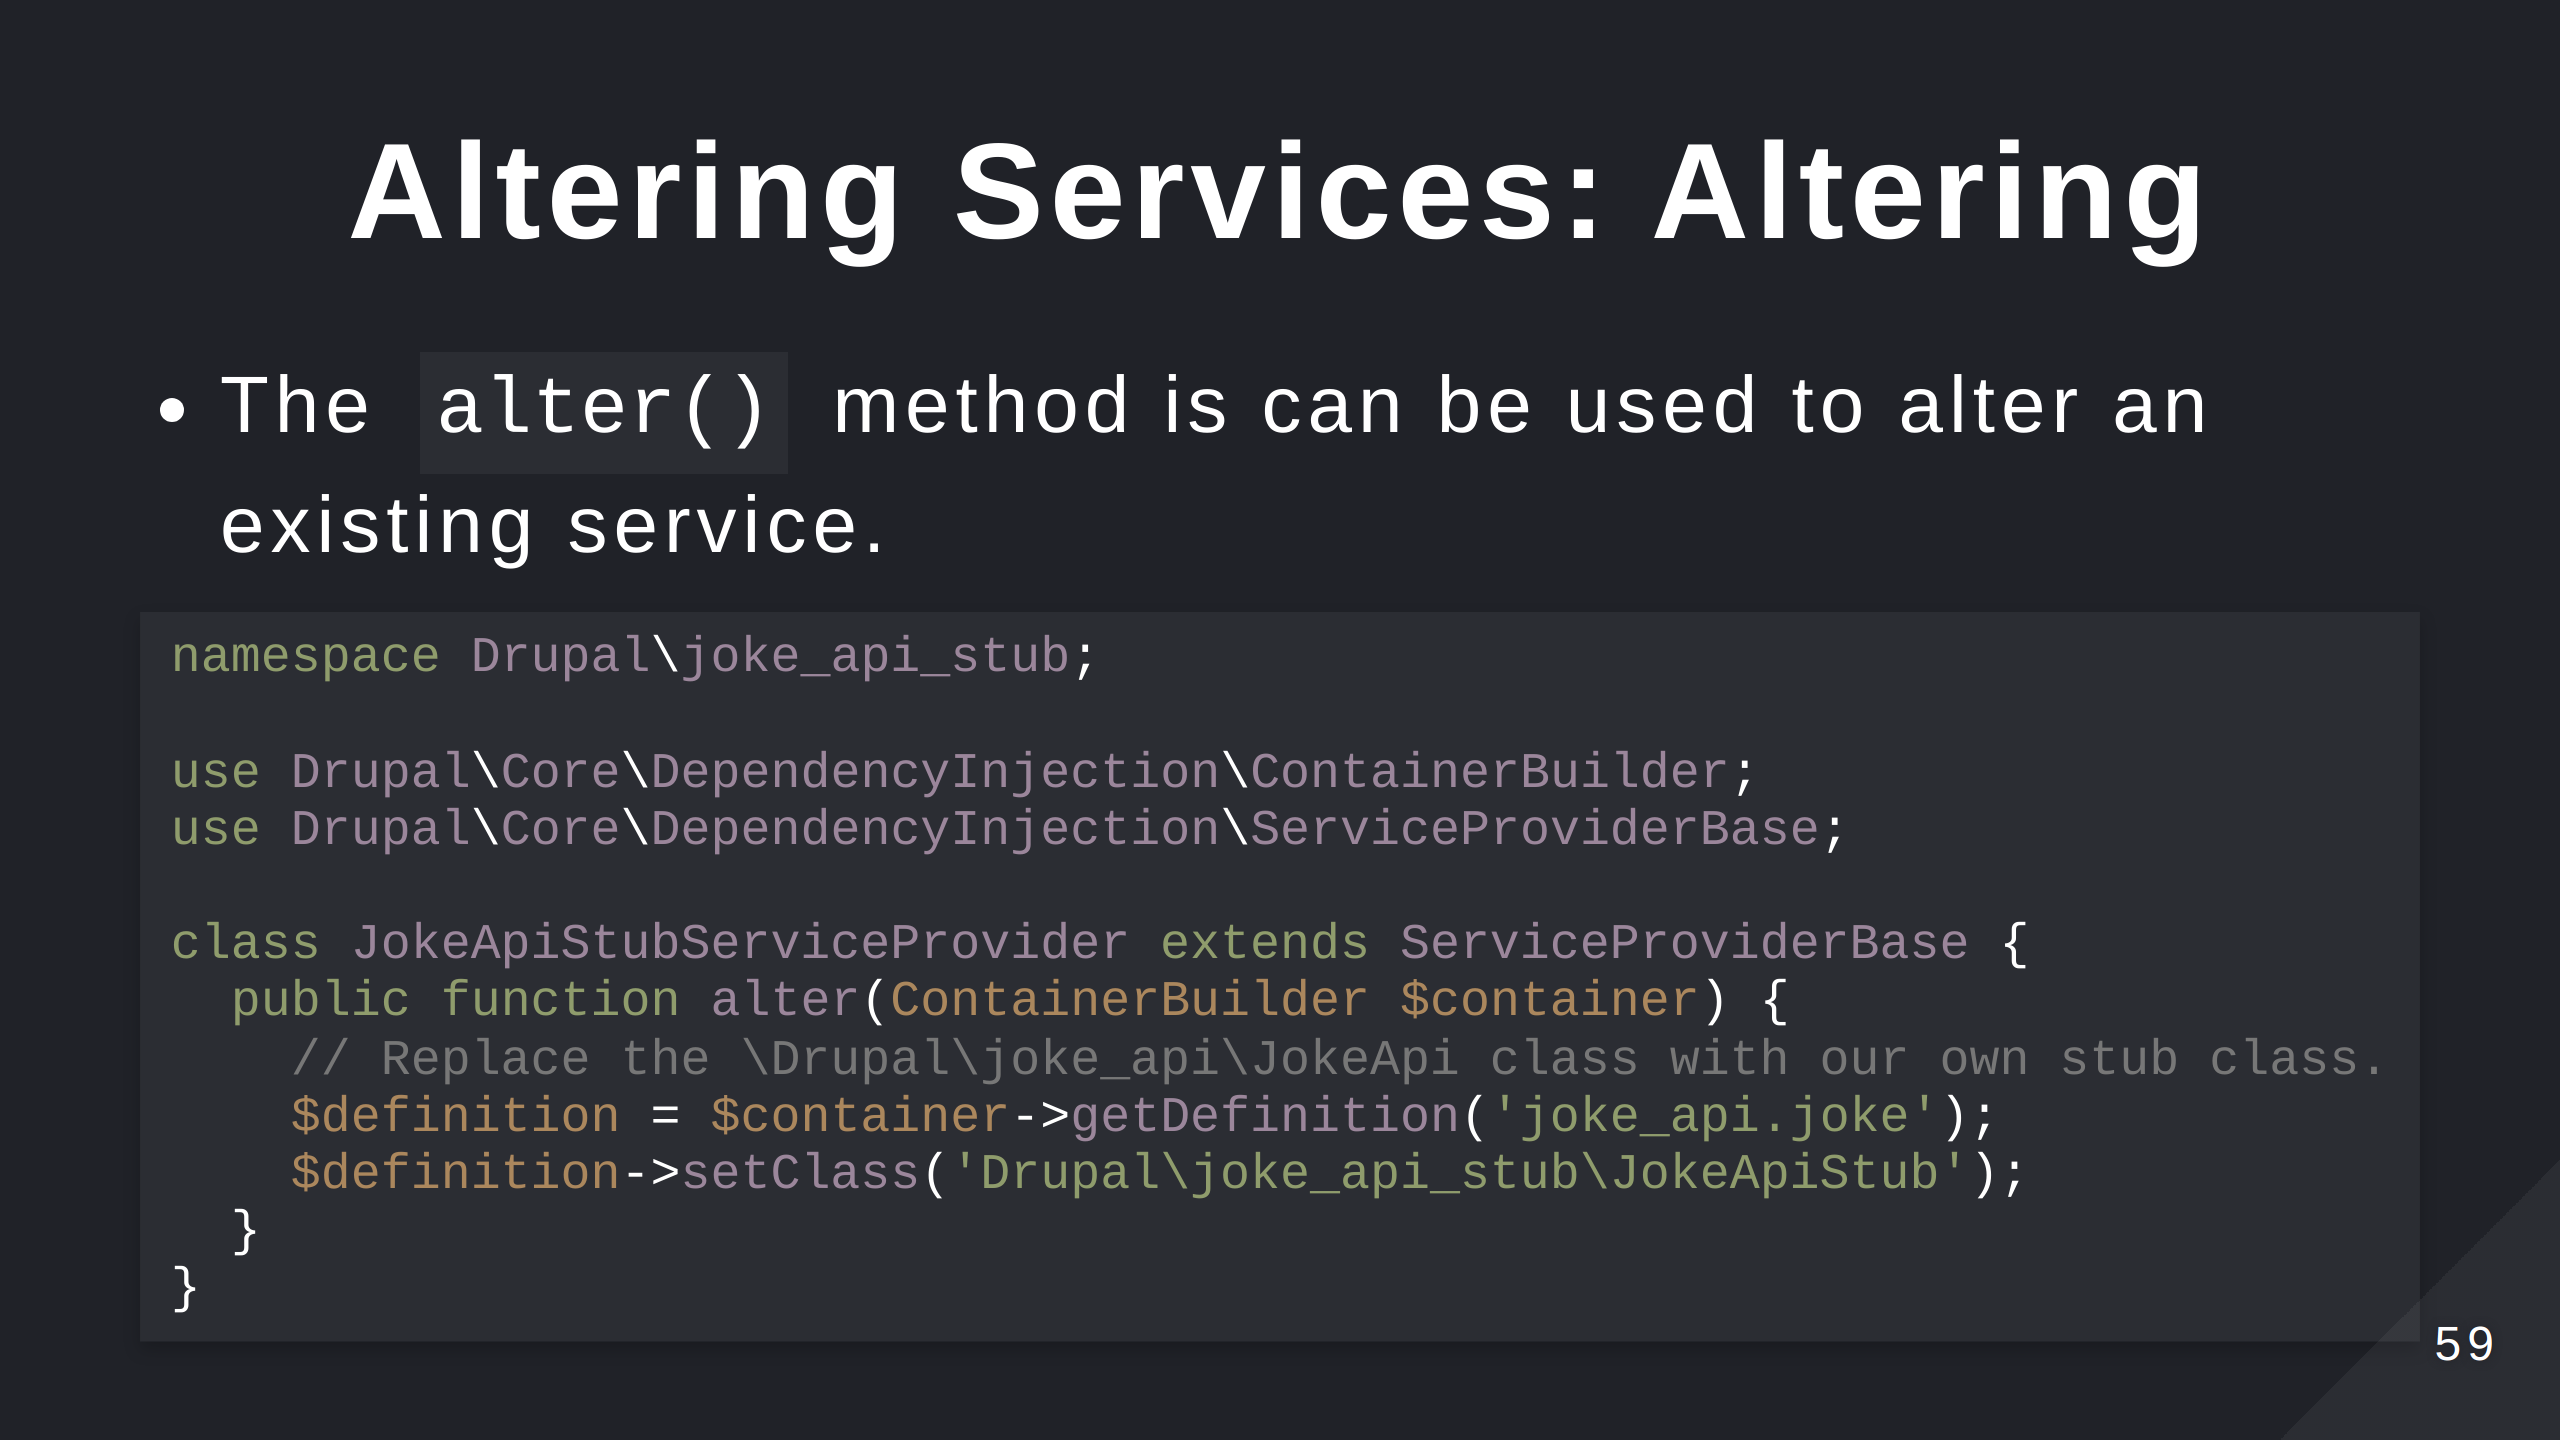 Altering Services: Altering
• The alter() method is can be used to alter an
existing service.
namespace Drupal\joke_api_stub;

use Drupal\Core\DependencyInjection\ContainerBuilder;
use Drupal\Core\DependencyInjection\ServiceProviderBase;

class JokeApiStubServiceProvider extends ServiceProviderBase {
  public function alter(ContainerBuilder $container) {
    // Replace the \Drupal\joke_api\JokeApi class with our own stub class.
    $definition = $container->getDefinition('joke_api.joke');
    $definition->setClass('Drupal\joke_api_stub\JokeApiStub');
  }
}
59